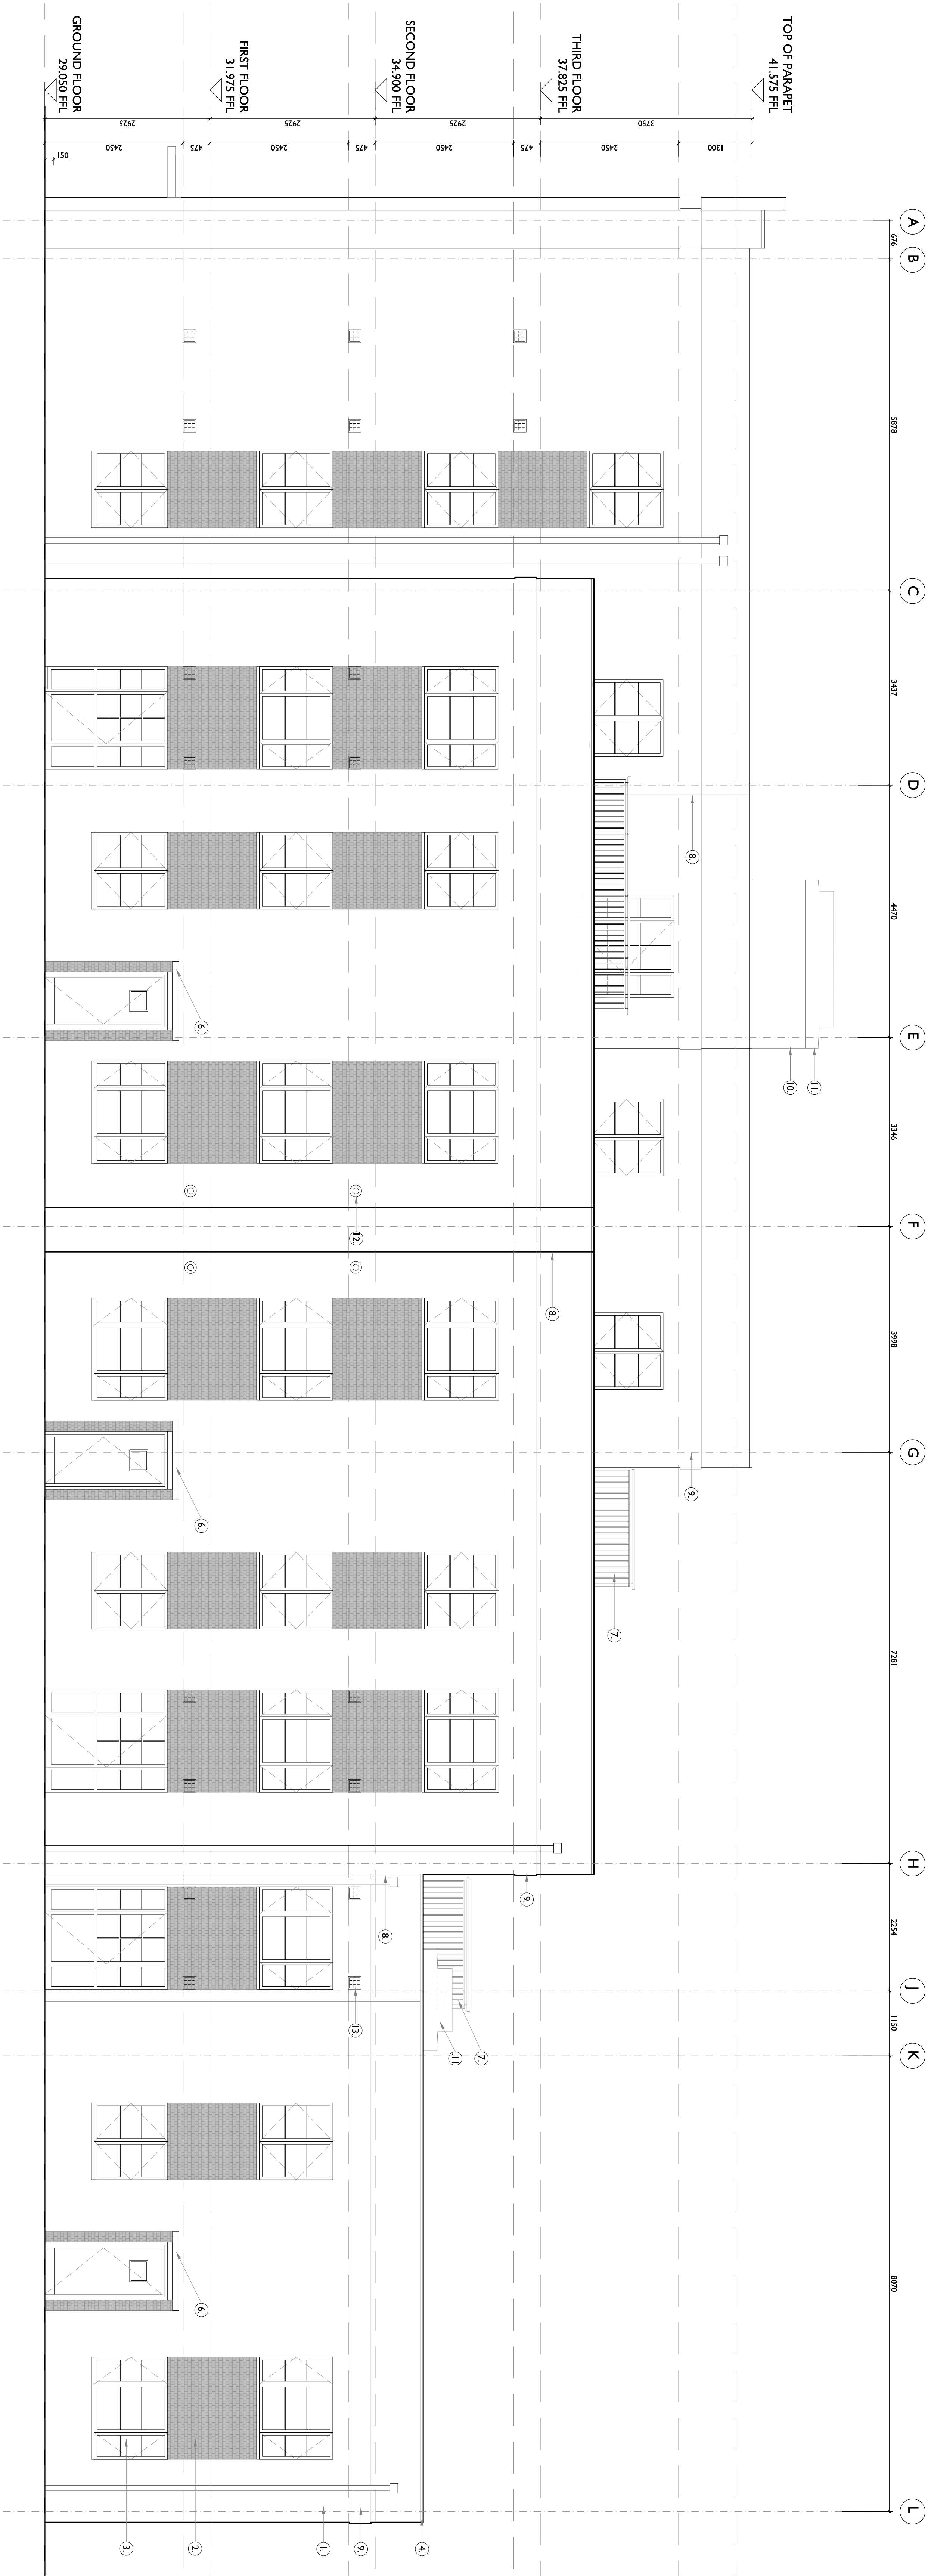 TOP OF PARAPET
41.575 FFL
THIRD FLOOR
37.825 FFL
SECOND FLOOR
34.900 FFL
FIRST FLOOR
31.975 FFL
GROUND FLOOR
29.050 FFL
3750
2925
2925
2925
1300
2450
475
2450
475
2450
475
2450
150
A
676
B
5878
C
3437
D
4470
E
3346
F
3998
G
7281
H
2254
J
1150
K
8070
L
8.
6.
11.
10.
12.
8.
9.
6.
7.
9.
8.
13.
7.
11.
6.
4.
9.
1.
2.
3.